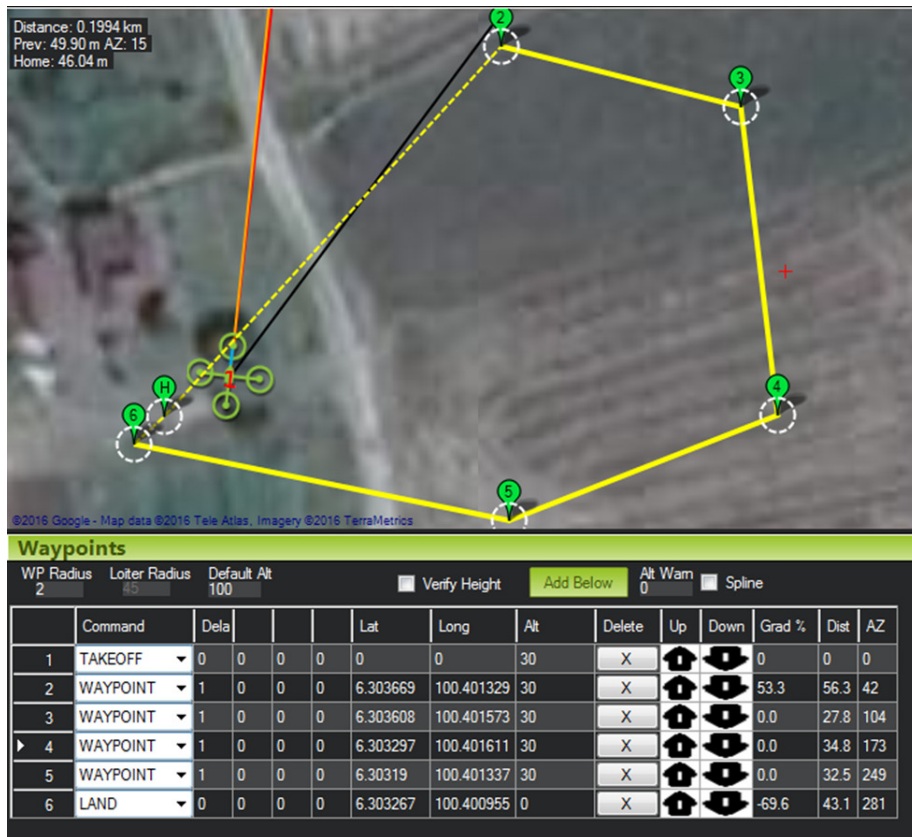 Distance: 0.1994 km
Prev: 49.90 m AZ: 15
Home: 46.04 m
2
3
1
H
4
6
5
©2016 Google - Map data ©2016 Tele Atlas, Imagery ©2016 TerraMetrics
Waypoints
WP Radius Loiter Radius Default Alt Alt Warn
2 45 100 Verify Height Add Below 0 Spline
Command Dela Lat Long Alt Delete Up Down Grad % Dist AZ
1 TAKEOFF 0 0 0 0 0 0 30 X 0 0 0
2 WAYPOINT 1 0 0 0 6.303669 100.401329 30 X 53.3 56.3 42
3 WAYPOINT 1 0 0 0 6.303608 100.401573 30 X 0.0 27.8 104
4 WAYPOINT 1 0 0 0 6.303297 100.401611 30 X 0.0 34.8 173
5 WAYPOINT 1 0 0 0 6.30319 100.401337 30 X 0.0 32.5 249
6 LAND 0 0 0 0 6.303267 100.400955 0 X -69.6 43.1 281